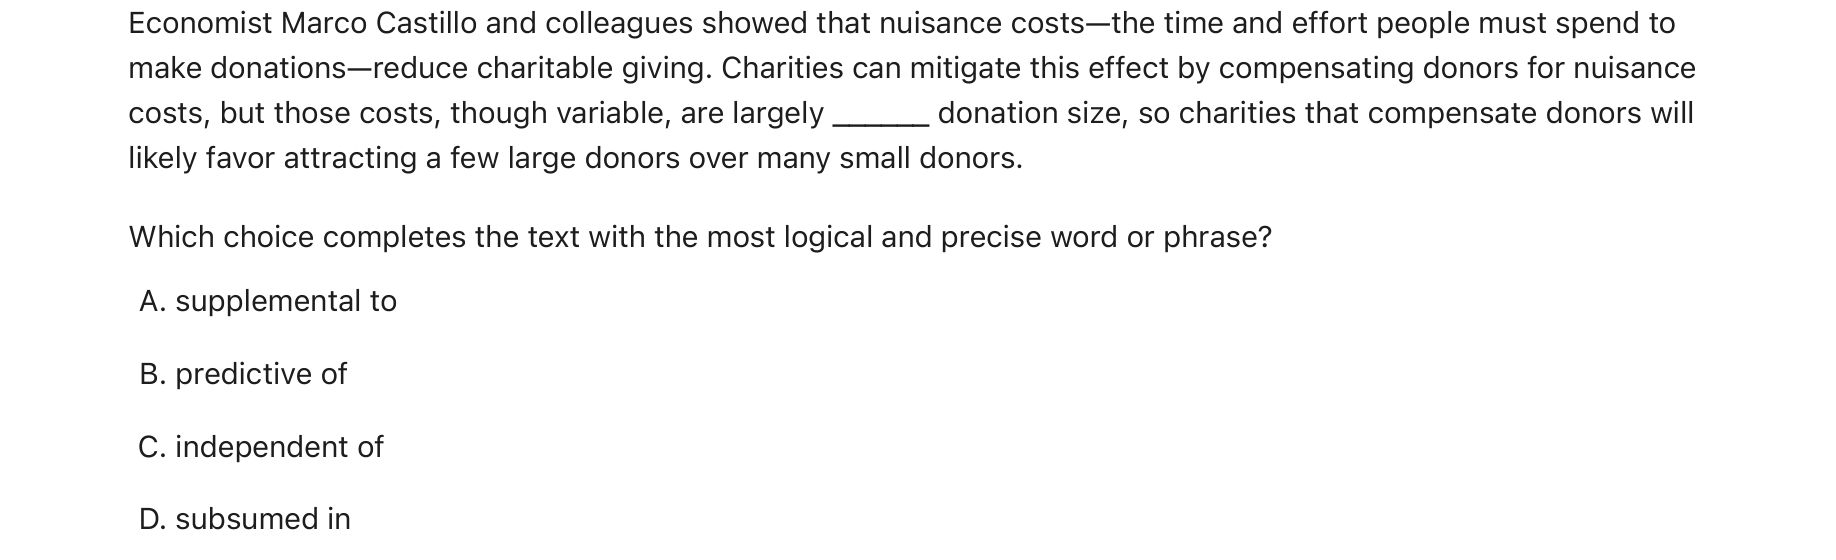 Economist Marco Castillo and colleagues showed that nuisance costs—the time and effort people must spend to
make donations—reduce charitable giving. Charities can mitigate this effect by compensating donors for nuisance
costs, but those costs, though variable, are largely ______ donation size, so charities that compensate donors will
likely favor attracting a few large donors over many small donors.
Which choice completes the text with the most logical and precise word or phrase?
A. supplemental to
B. predictive of
C. independent of
D. subsumed in